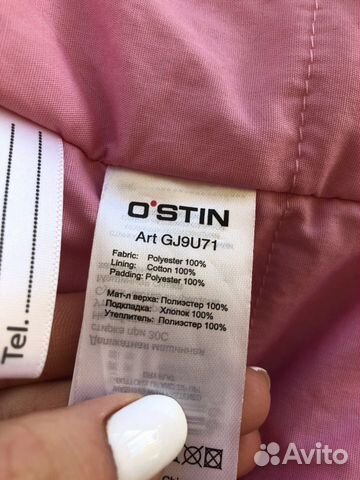 O'STIN
Art GJ9U71
Fabric: Polyester 100%
Lining: Cotton 100%
Padding: Polyester 100%
Мат-л верха: Полиэстер 100%
Подкладка: Хлопок 100%
Утеплитель: Полиэстер 100%
Tel.
Avito